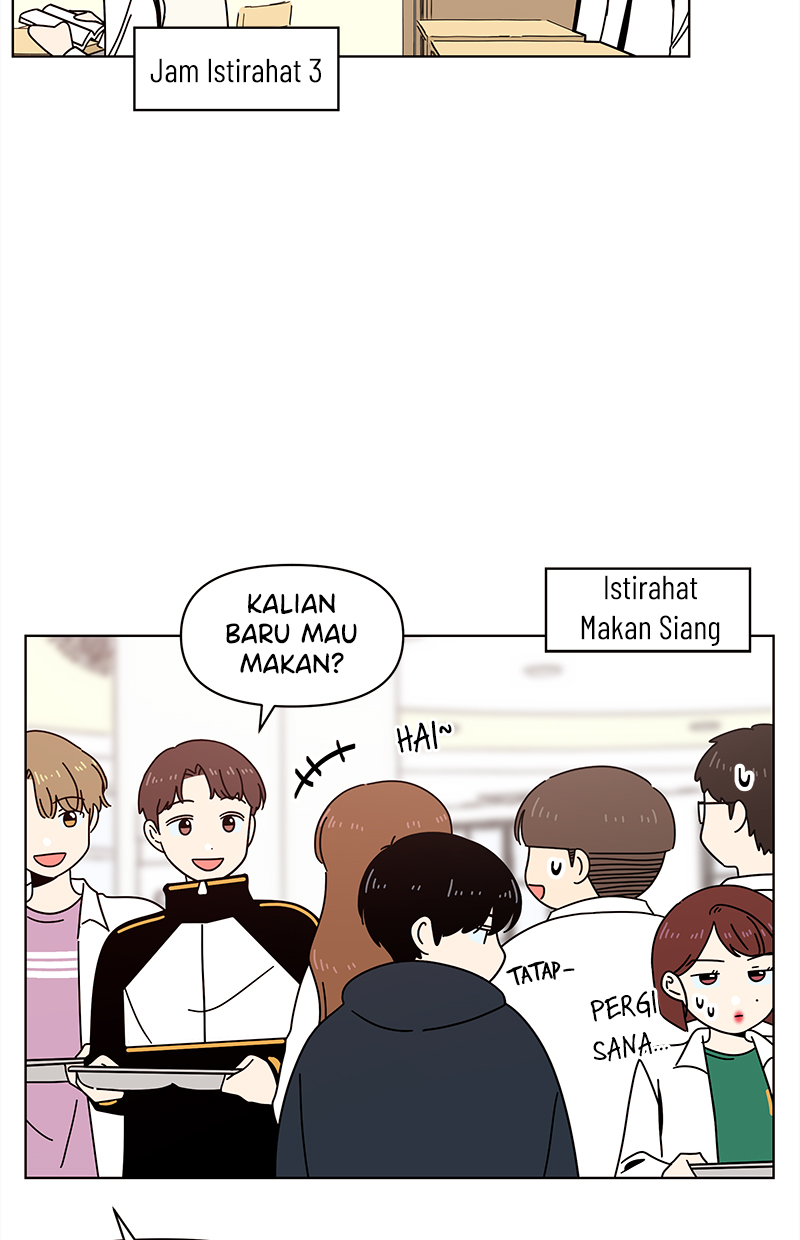 Jam Istirahat 3
Istirahat
Makan Siang
KALIAN
BARU MAU
MAKAN?
HAI~
TATAP-
PERGI
SANA...